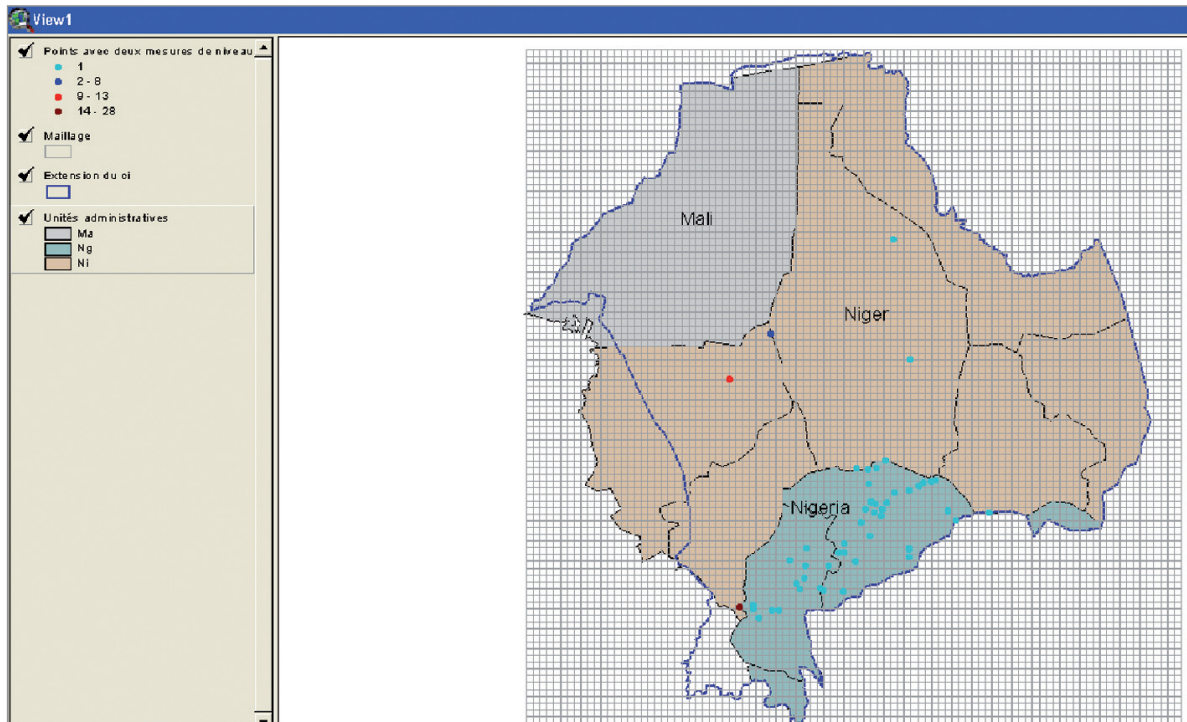 View1
Points avec deux mesures de niveau
1
2 - 8
9 - 13
14 - 28
Maillage
Extension du ci
Unités administratives
Ma
Ng
Ni
Mali
Niger
Nigeria